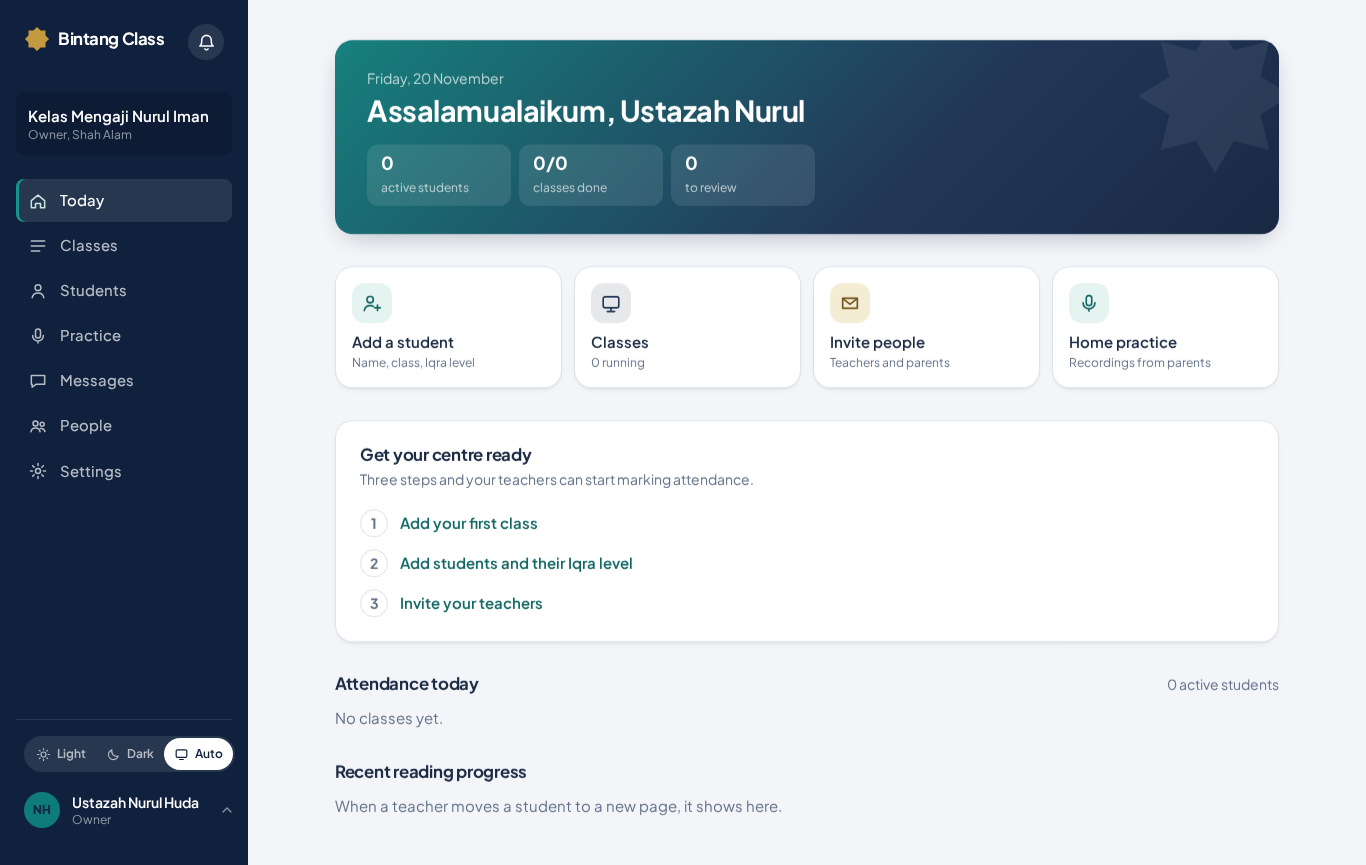 Bintang Class
Kelas Mengaji Nurul Iman
Owner, Shah Alam
Today
Classes
Students
Practice
Messages
People
Settings
Light
Dark
Auto
NH
Ustazah Nurul Huda
Owner
Friday, 20 November
Assalamualaikum, Ustazah Nurul
0
active students
0/0
classes done
0
to review
Add a student
Name, class, Iqra level
Classes
0 running
Invite people
Teachers and parents
Home practice
Recordings from parents
Get your centre ready
Three steps and your teachers can start marking attendance.
1
Add your first class
2
Add students and their Iqra level
3
Invite your teachers
Attendance today
0 active students
No classes yet.
Recent reading progress
When a teacher moves a student to a new page, it shows here.